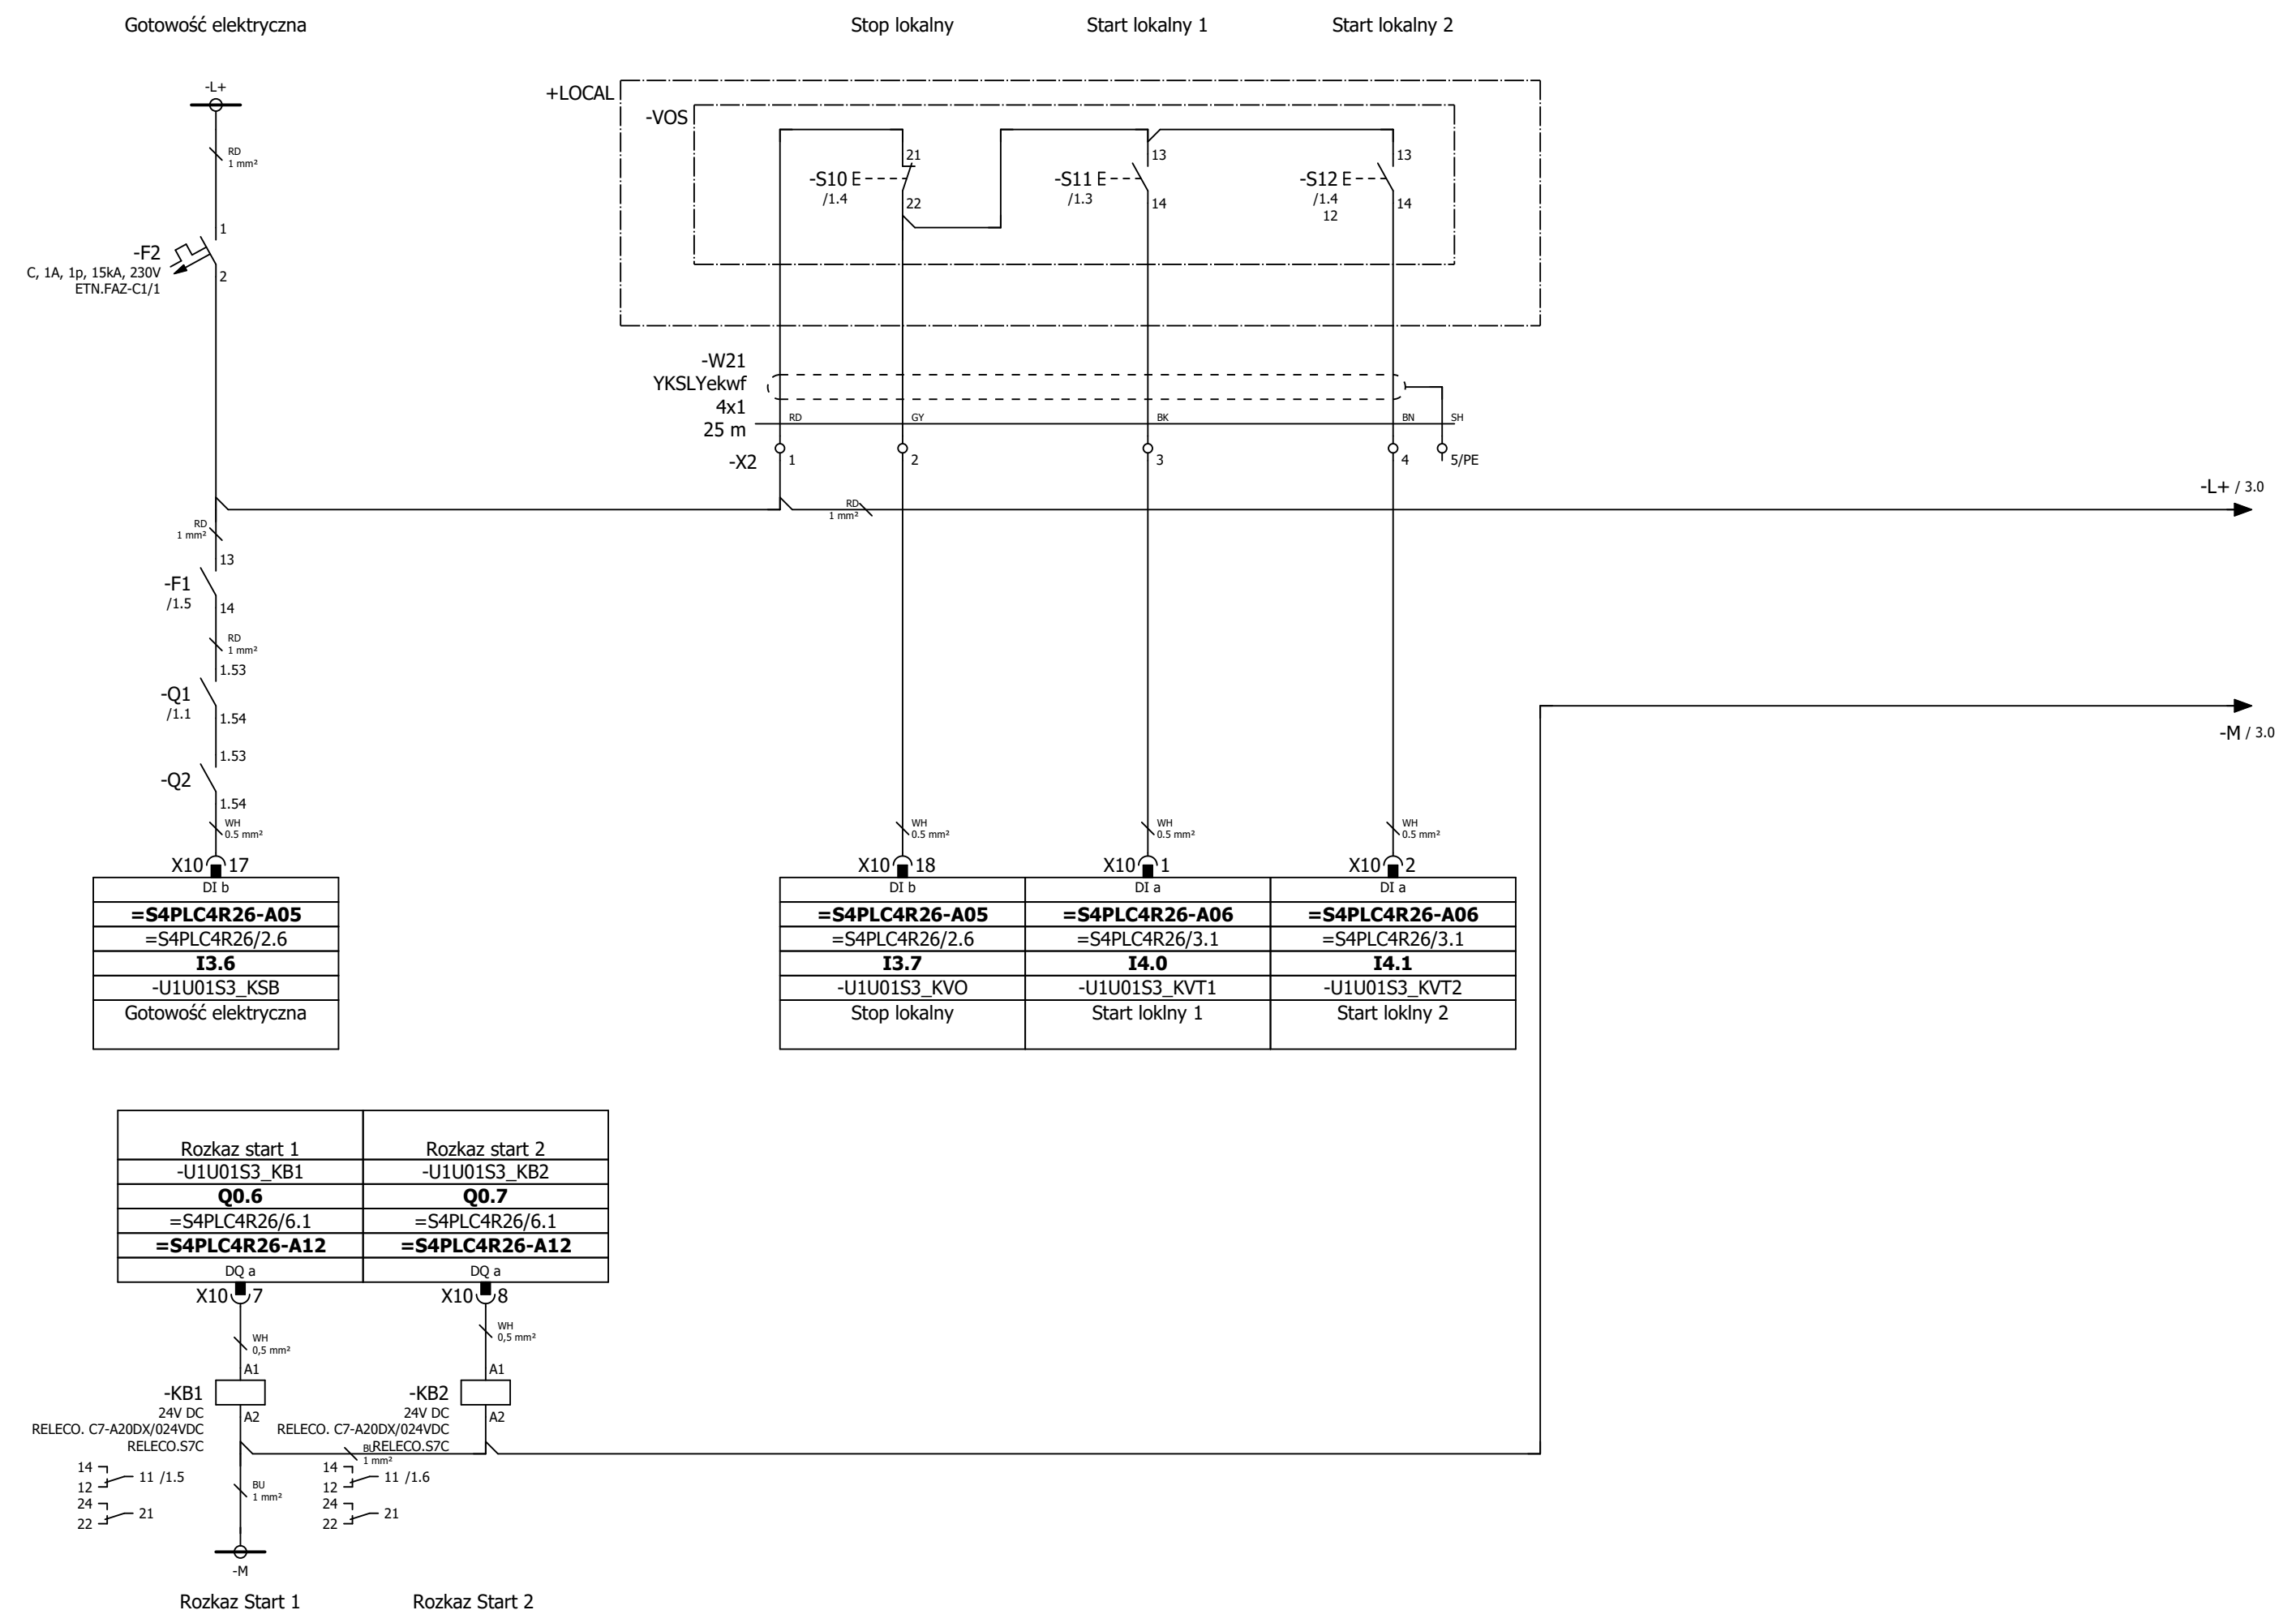 Gotowość elektryczna
Stop lokalny
Start lokalny 1
Start lokalny 2
-L+
+LOCAL
-VOS
RD
1 mm²
21
13
13
-S10 E
/1.4
22
-S11 E
/1.3
14
-S12 E
/1.4
12
14
1
-F2
C, 1A, 1p, 15kA, 230V
ETN.FAZ-C1/1
2
-W21
YKSLYekwf
4x1
25 m
RD
GY
BK
BN
SH
-X2
1
2
3
4
5/PE
-L+ / 3.0
RD
1 mm²
RD
1 mm²
13
-F1
/1.5
14
RD
1 mm²
1.53
-Q1
/1.1
1.54
-M / 3.0
1.53
-Q2
1.54
WH
0.5 mm²
WH
0.5 mm²
WH
0.5 mm²
WH
0.5 mm²
X10 17
X10 18
X10 1
X10 2
DI b
=S4PLC4R26-A05
=S4PLC4R26/2.6
I3.6
-U1U01S3_KSB
Gotowość elektryczna
DI b
=S4PLC4R26-A05
=S4PLC4R26/2.6
I3.7
-U1U01S3_KVO
Stop lokalny
DI a
=S4PLC4R26-A06
=S4PLC4R26/3.1
I4.0
-U1U01S3_KVT1
Start loklny 1
DI a
=S4PLC4R26-A06
=S4PLC4R26/3.1
I4.1
-U1U01S3_KVT2
Start loklny 2
Rozkaz start 1
-U1U01S3_KB1
Q0.6
=S4PLC4R26/6.1
=S4PLC4R26-A12
DQ a
X10 7
Rozkaz start 2
-U1U01S3_KB2
Q0.7
=S4PLC4R26/6.1
=S4PLC4R26-A12
DQ a
X10 8
WH
0,5 mm²
WH
0,5 mm²
A1
-KB1
24V DC
A2
RELECO. C7-A20DX/024VDC
RELECO.S7C
14
12
11 /1.5
24
22
21
A1
-KB2
24V DC
A2
RELECO. C7-A20DX/024VDC
RELECO.S7C
BU
1 mm²
14
12
11 /1.6
24
22
21
BU
1 mm²
-M
Rozkaz Start 1
Rozkaz Start 2